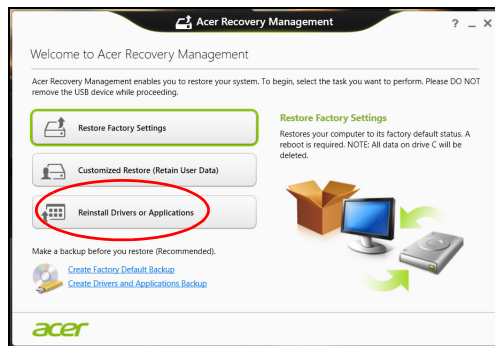 Acer Recovery Management
? _ X
Welcome to Acer Recovery Management
Acer Recovery Management enables you to restore your system. To begin, select the task you want to perform. Please DO NOT
remove the USB device while proceeding.
Restore Factory Settings
Customized Restore (Retain User Data)
Reinstall Drivers or Applications
Restore Factory Settings
Restores your computer to its factory default status. A
reboot is required. NOTE: All data on drive C will be
deleted.
Make a backup before you restore (Recommended).
Create Factory Default Backup
Create Drivers and Applications Backup
acer